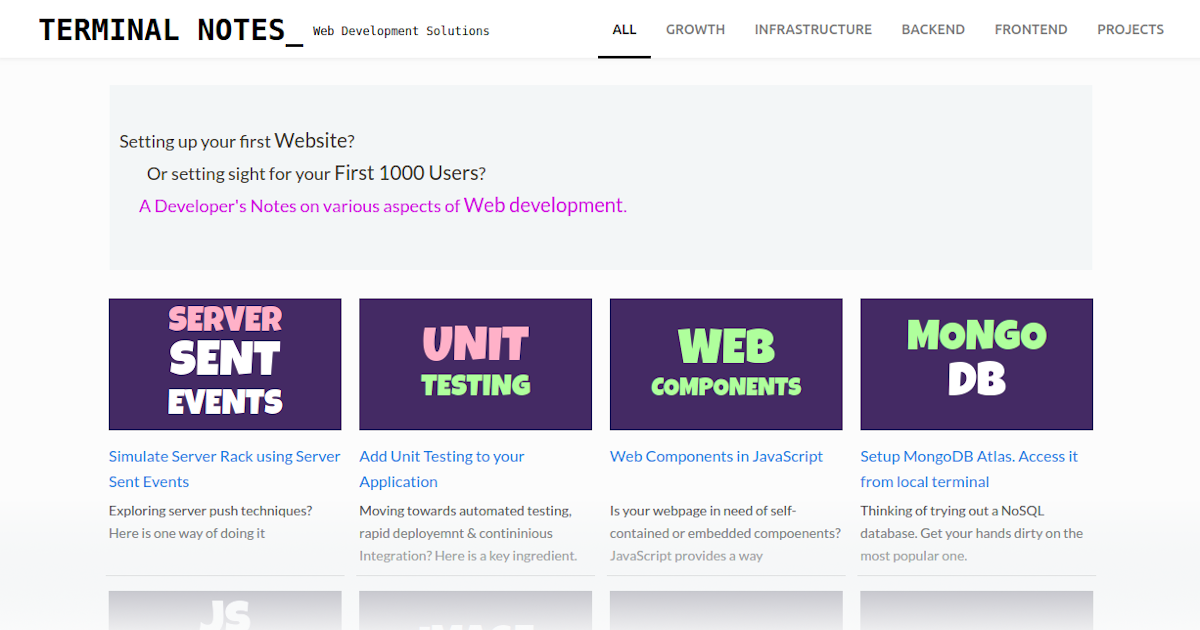 TERMINAL NOTES_ Web Development Solutions
ALL GROWTH INFRASTRUCTURE BACKEND FRONTEND PROJECTS
Setting up your first Website?
Or setting sight for your First 1000 Users?
A Developer's Notes on various aspects of Web development.
SERVER
SENT
EVENTS
Simulate Server Rack using Server
Sent Events
Exploring server push techniques?
Here is one way of doing it
UNIT
TESTING
Add Unit Testing to your
Application
Moving towards automated testing,
rapid deployemnt & contininious
Integration? Here is a key ingredient.
WEB
COMPONENTS
Web Components in JavaScript
Is your webpage in need of self-
contained or embedded compoenents?
JavaScript provides a way
MONGO
DB
Setup MongoDB Atlas. Access it
from local terminal
Thinking of trying out a NoSQL
database. Get your hands dirty on the
most popular one.
JS
IMAGE